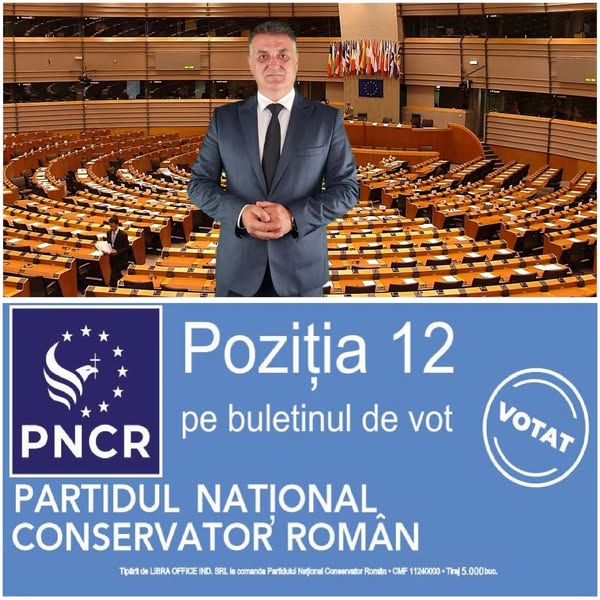 Poziția 12
pe buletinul de vot
VOTAT
PNCR
PARTIDUL NAȚIONAL
CONSERVATOR ROMÂN
Tipărit de LIBRA OFFICE IND. SRL la comanda Partidului Național Conservator Român • CMF 11240003 • Tiraj 5.000 buc.